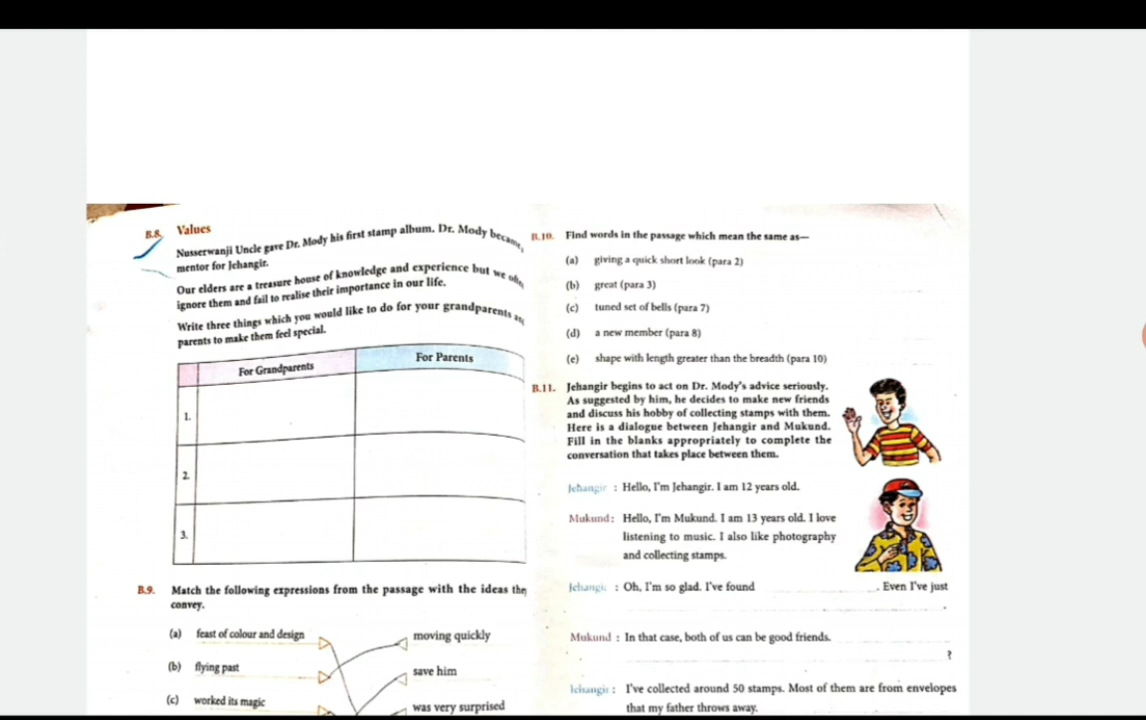 B.8. Values
Nusserwanji Uncle gave Dr. Mody his first stamp album. Dr. Mody became
mentor for Jehangir.
Our elders are a treasure house of knowledge and experience but we often
ignore them and fail to realise their importance in our life.
Write three things which you would like to do for your grandparents and
parents to make them feel special.
For Grandparents
For Parents
1.
2.
3.
B.9. Match the following expressions from the passage with the ideas they
convey.
(a) feast of colour and design
moving quickly
(b) flying past
save him
(c) worked its magic
was very surprised
B.10. Find words in the passage which mean the same as—
(a) giving a quick short look (para 2)
(b) great (para 3)
(c) tuned set of bells (para 7)
(d) a new member (para 8)
(e) shape with length greater than the breadth (para 10)
B.11. Jehangir begins to act on Dr. Mody's advice seriously.
As suggested by him, he decides to make new friends
and discuss his hobby of collecting stamps with them.
Here is a dialogue between Jehangir and Mukund.
Fill in the blanks appropriately to complete the
conversation that takes place between them.
Jehangir : Hello, I'm Jehangir. I am 12 years old.
Mukund : Hello, I'm Mukund. I am 13 years old. I love
listening to music. I also like photography
and collecting stamps.
Jehangir : Oh, I'm so glad. I've found . Even I've just
.
Mukund : In that case, both of us can be good friends.
?
Jehangir : I've collected around 50 stamps. Most of them are from envelopes
that my father throws away.